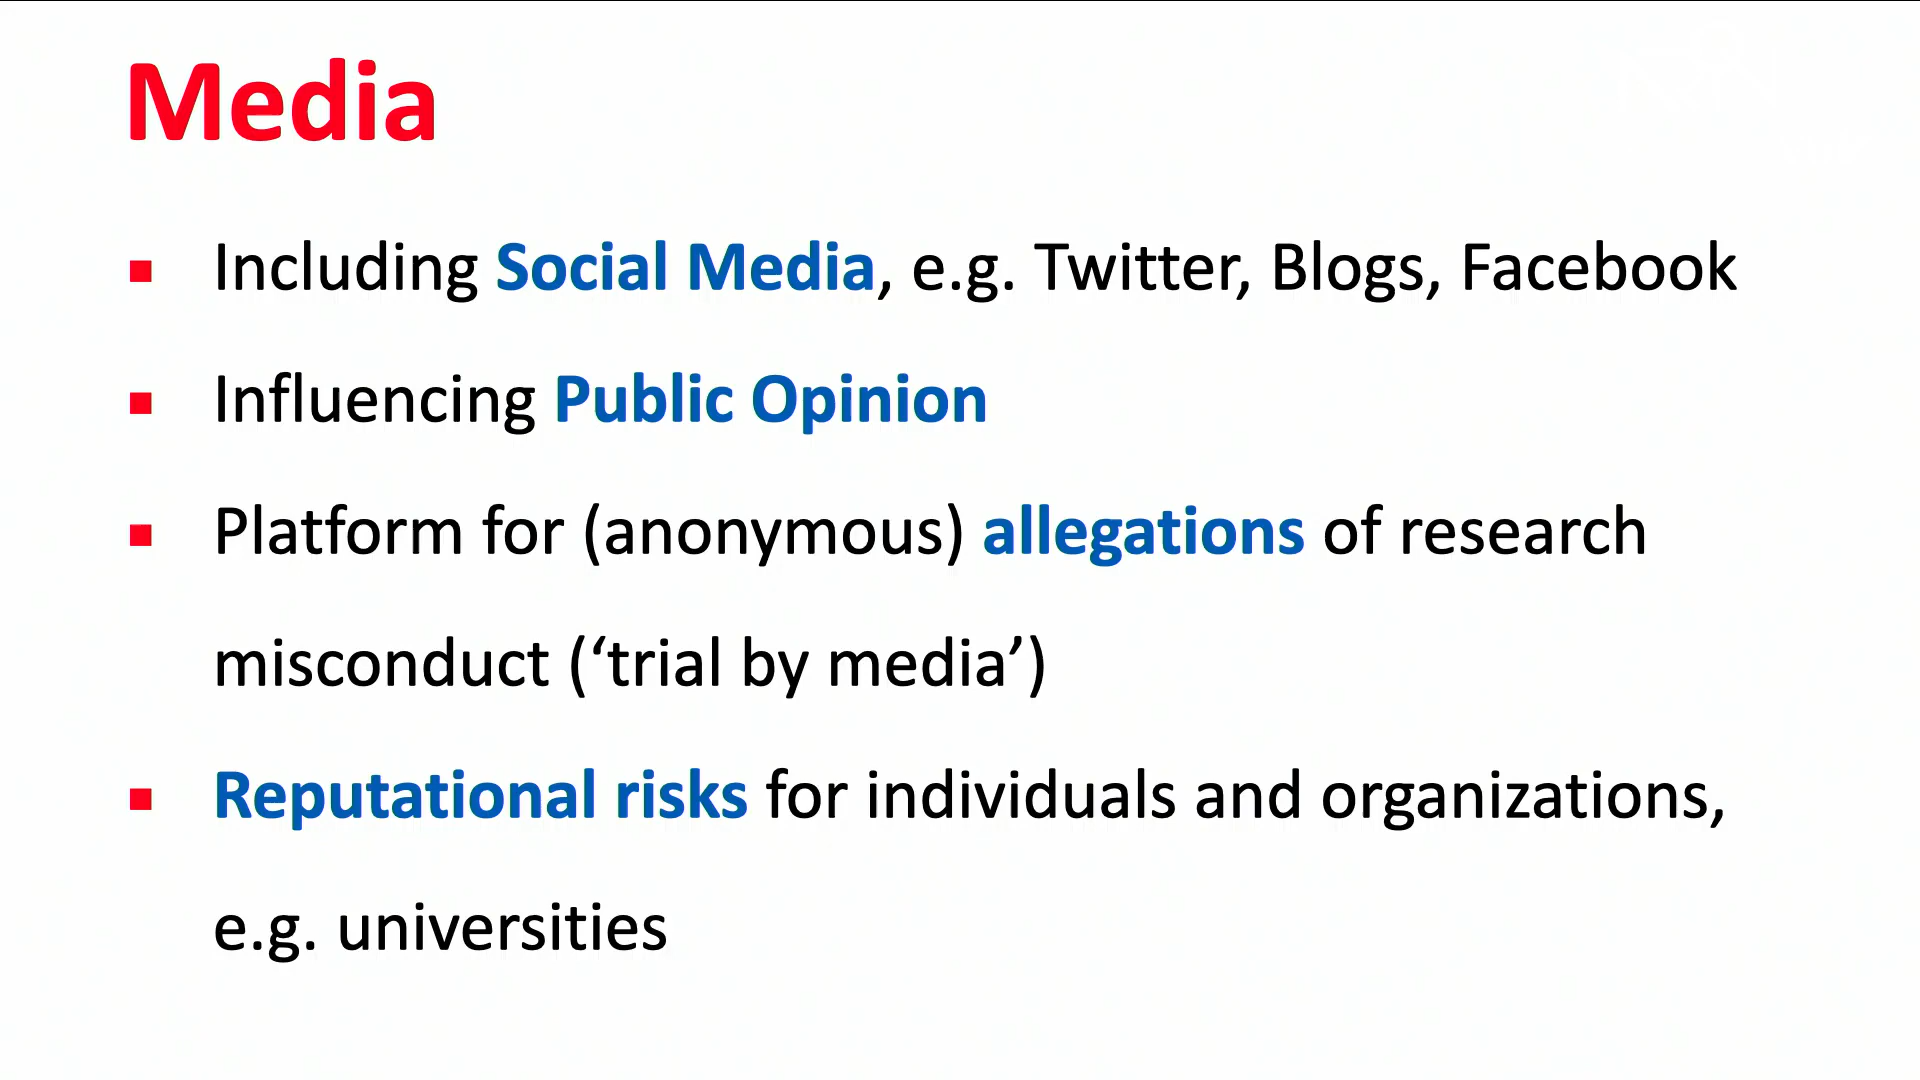 Media
▪ Including Social Media, e.g. Twitter, Blogs, Facebook
▪ Influencing Public Opinion
▪ Platform for (anonymous) allegations of research
misconduct (‘trial by media’)
▪ Reputational risks for individuals and organizations,
e.g. universities